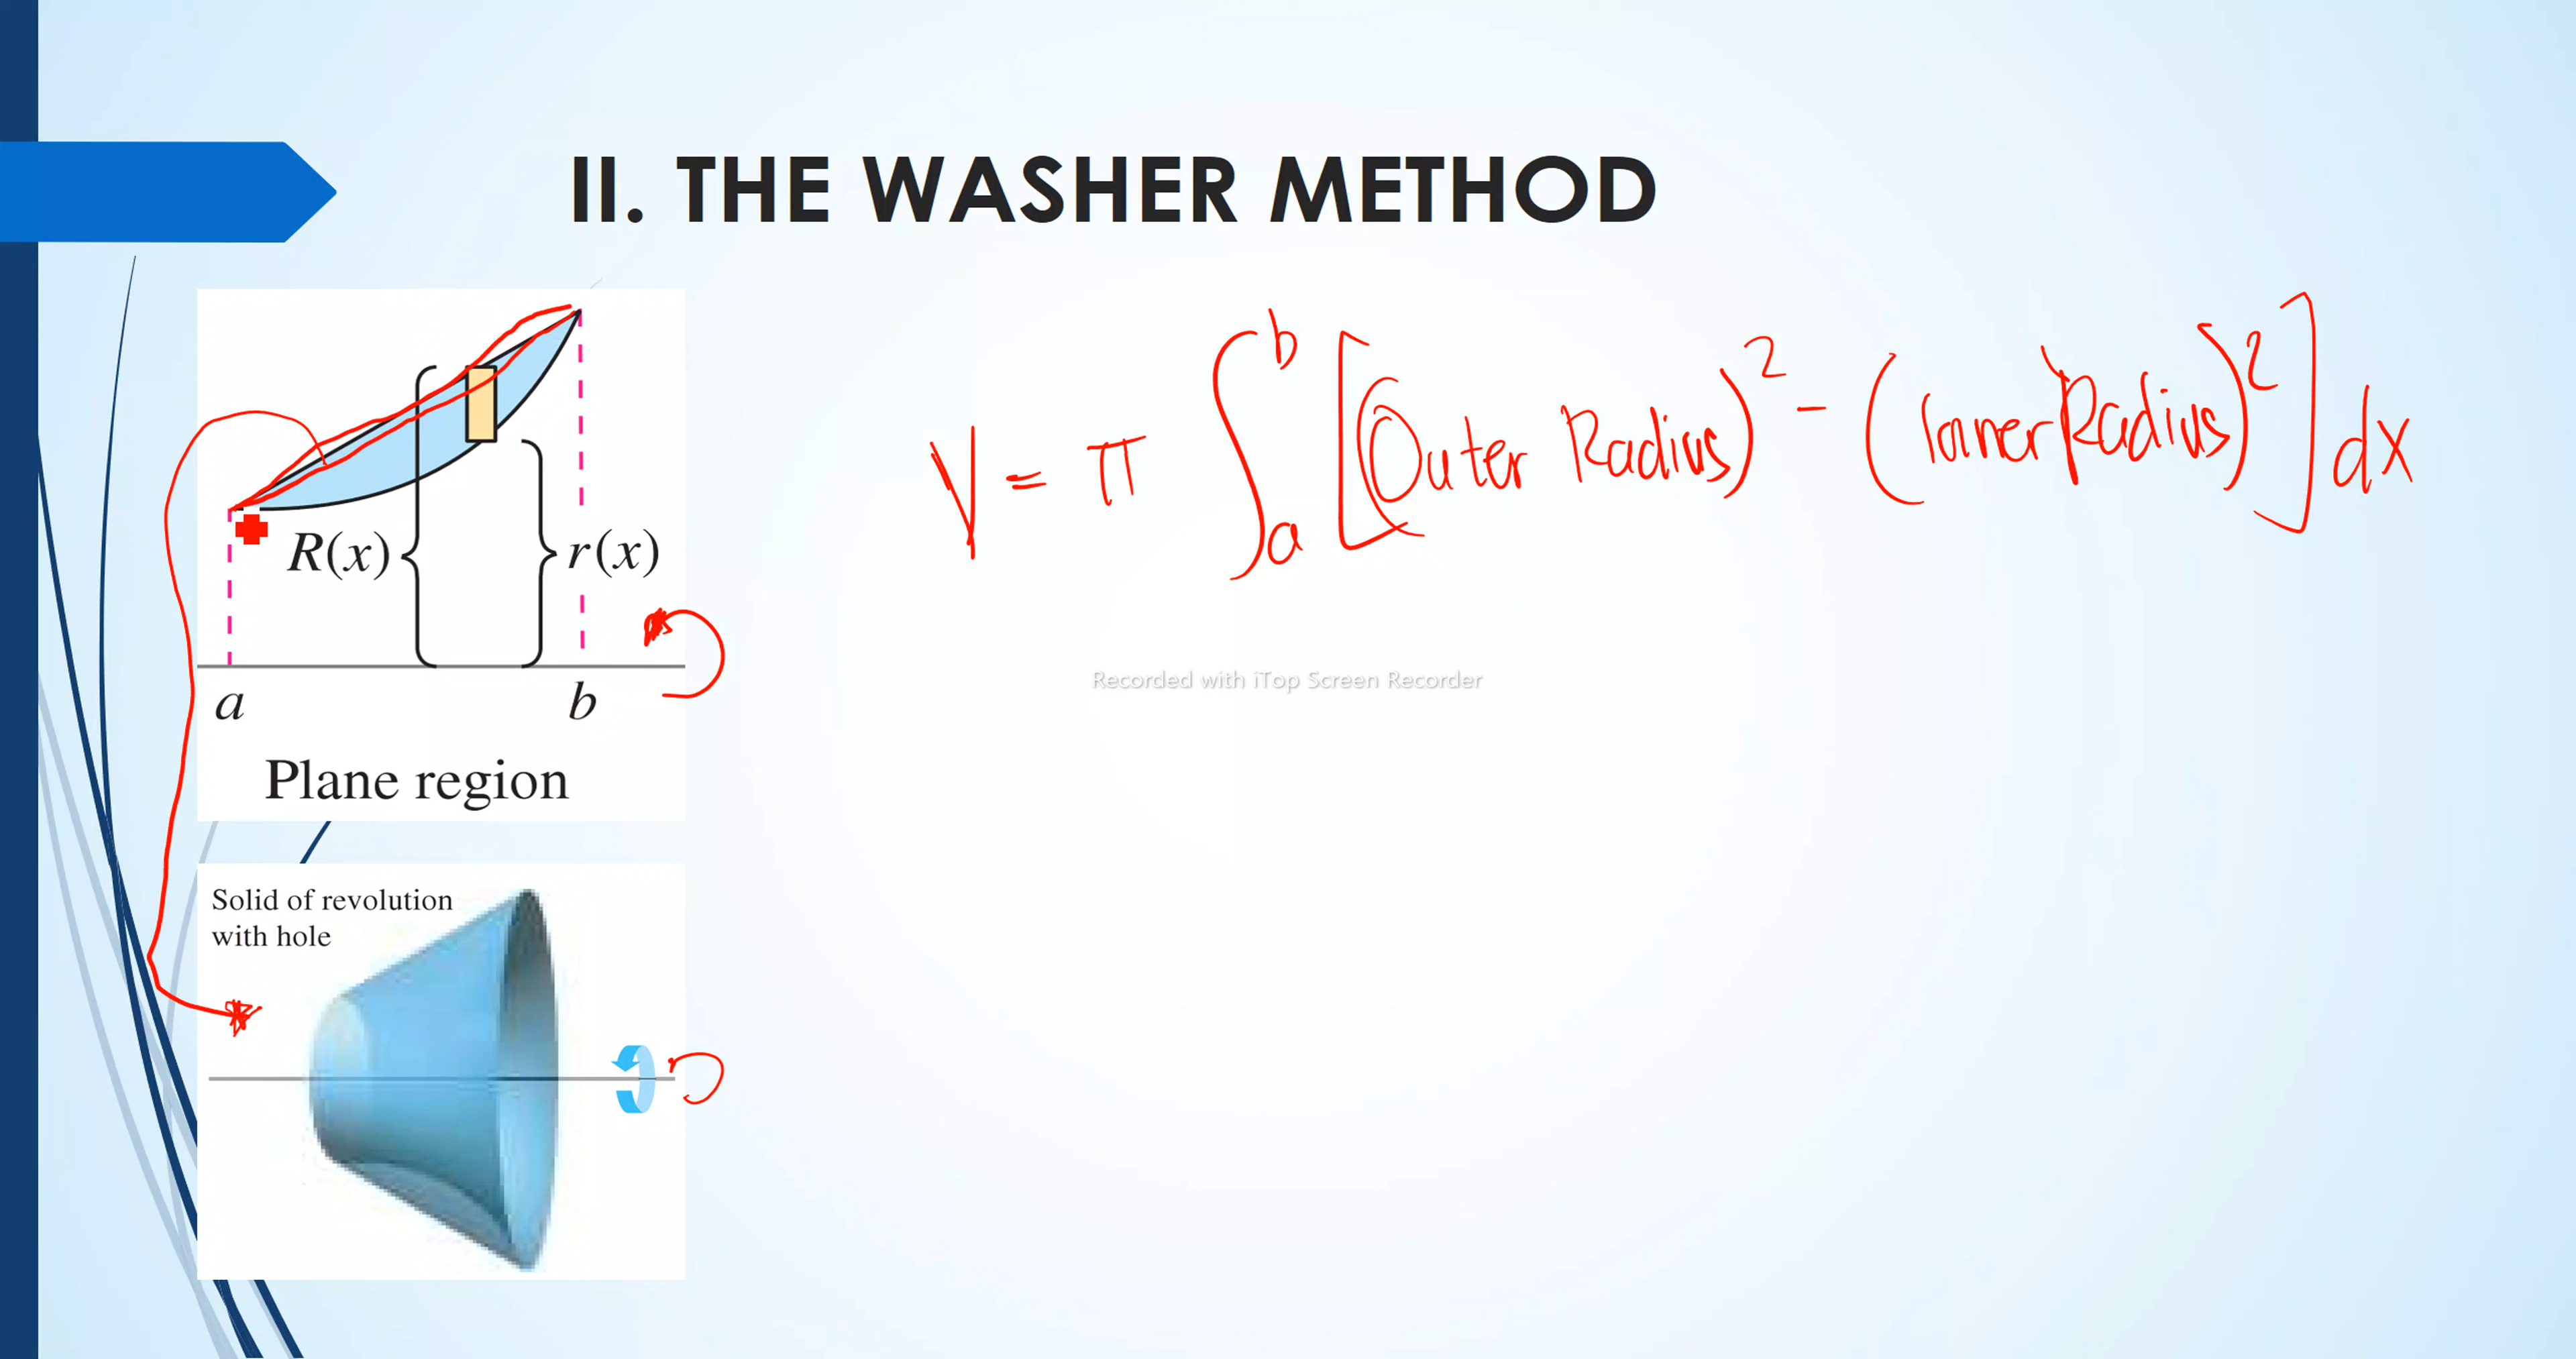 II. THE WASHER METHOD
R(x)
r(x)
a
b
Plane region
V = π ∫ₐᵇ [(Outer Radius)² - (Inner Radius)²] dx
Recorded with iTop Screen Recorder
Solid of revolution
with hole